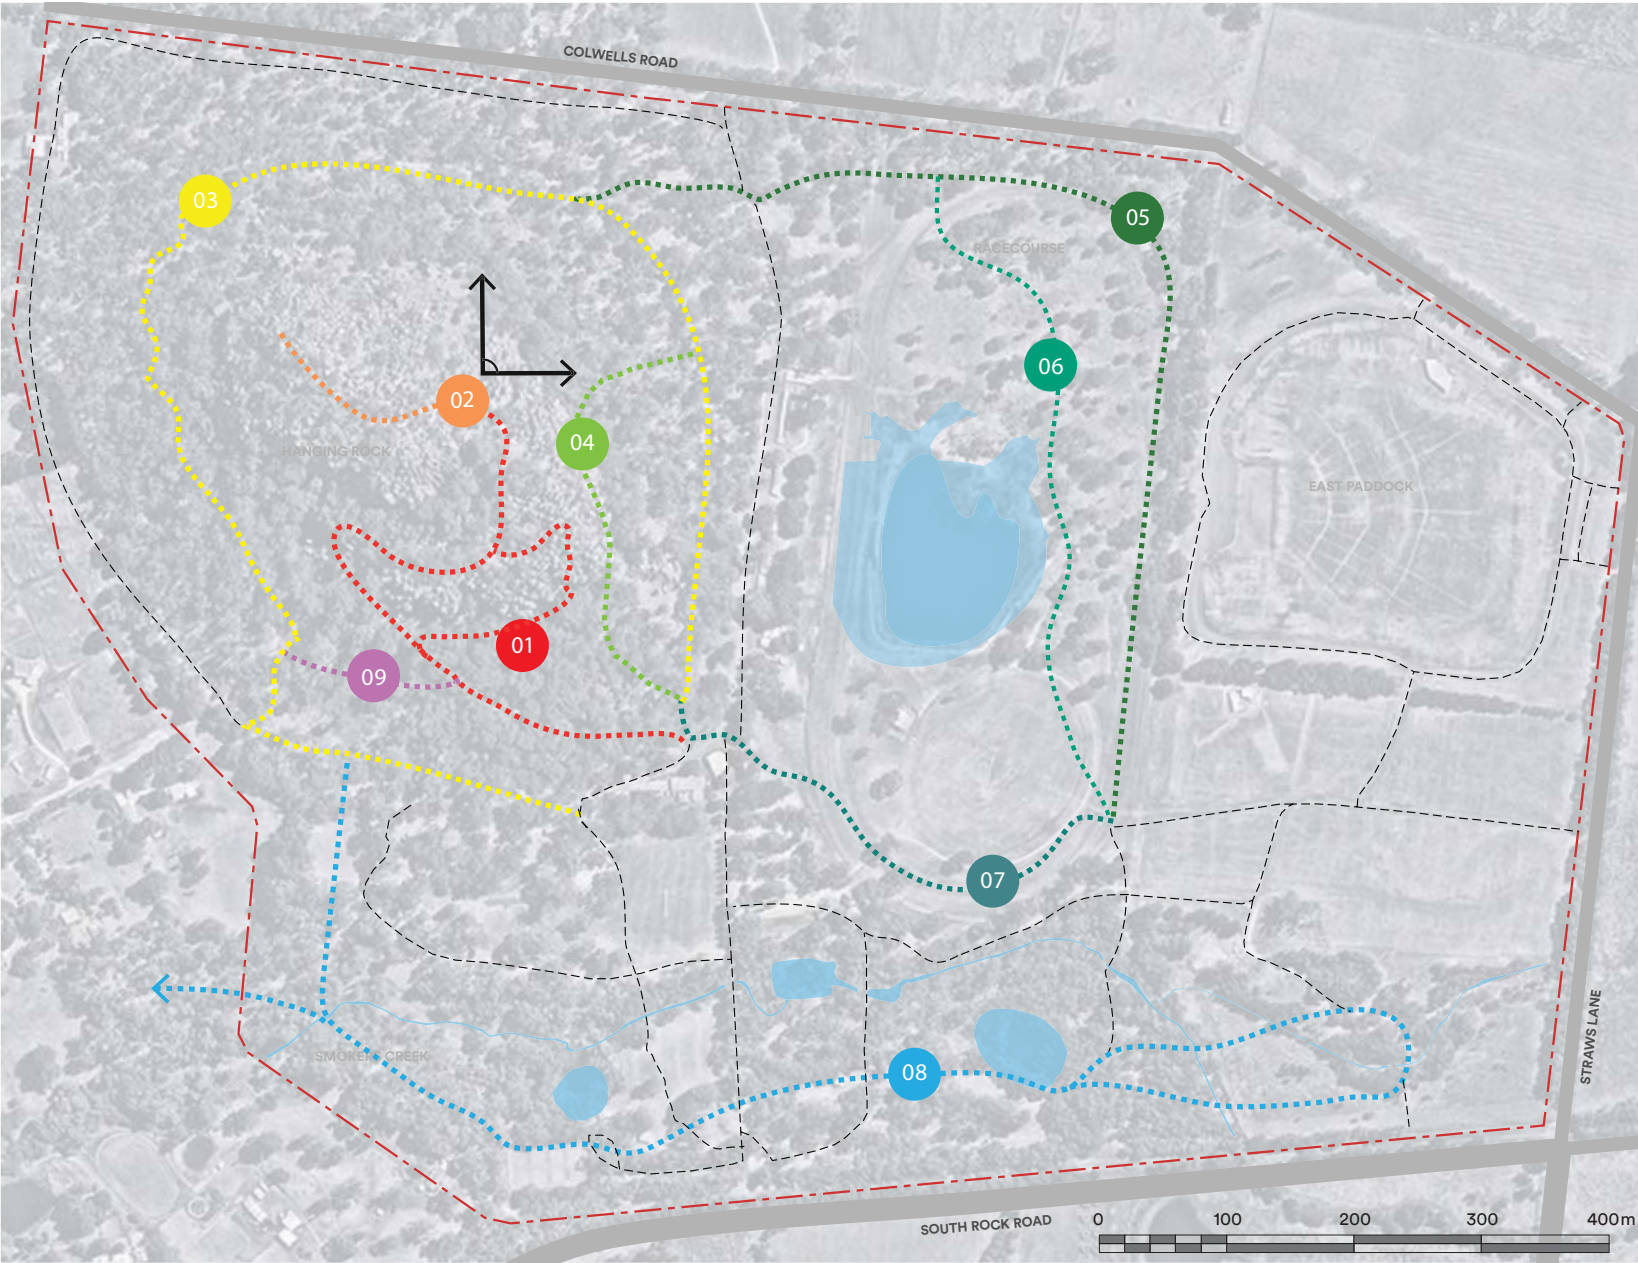 COLWELLS ROAD
03
05
RACECOURSE
06
02
04
HANGING ROCK
EAST PADDOCK
01
09
07
STRAWS LANE
SMOKERS CREEK
08
SOUTH ROCK ROAD
0 100 200 300 400m